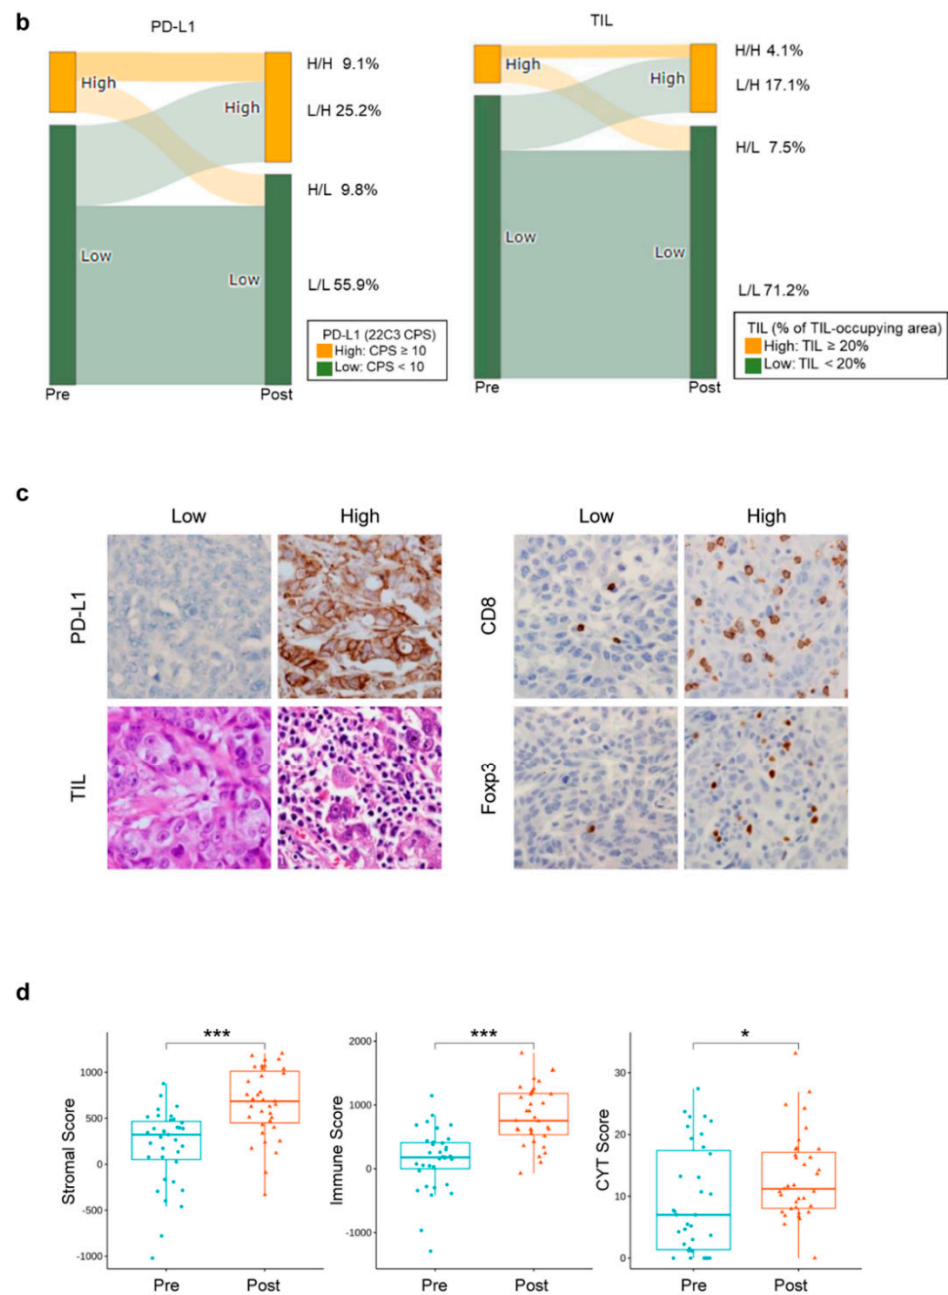 b
PD-L1
High
High
Low
Low
Pre
Post
H/H 9.1%
L/H 25.2%
H/L 9.8%
L/L 55.9%
PD-L1 (22C3 CPS)
High: CPS ≥ 10
Low: CPS < 10
TIL
High
High
Low
Low
Pre
Post
H/H 4.1%
L/H 17.1%
H/L 7.5%
L/L 71.2%
TIL (% of TIL-occupying area)
High: TIL ≥ 20%
Low: TIL < 20%
c
Low High
PD-L1
TIL
Low High
CD8
Foxp3
d
Stromal Score
1000
500
0
-500
-1000
***
Pre Post
Immune Score
2000
1000
0
-1000
***
Pre Post
CYT Score
30
20
10
0
*
Pre Post